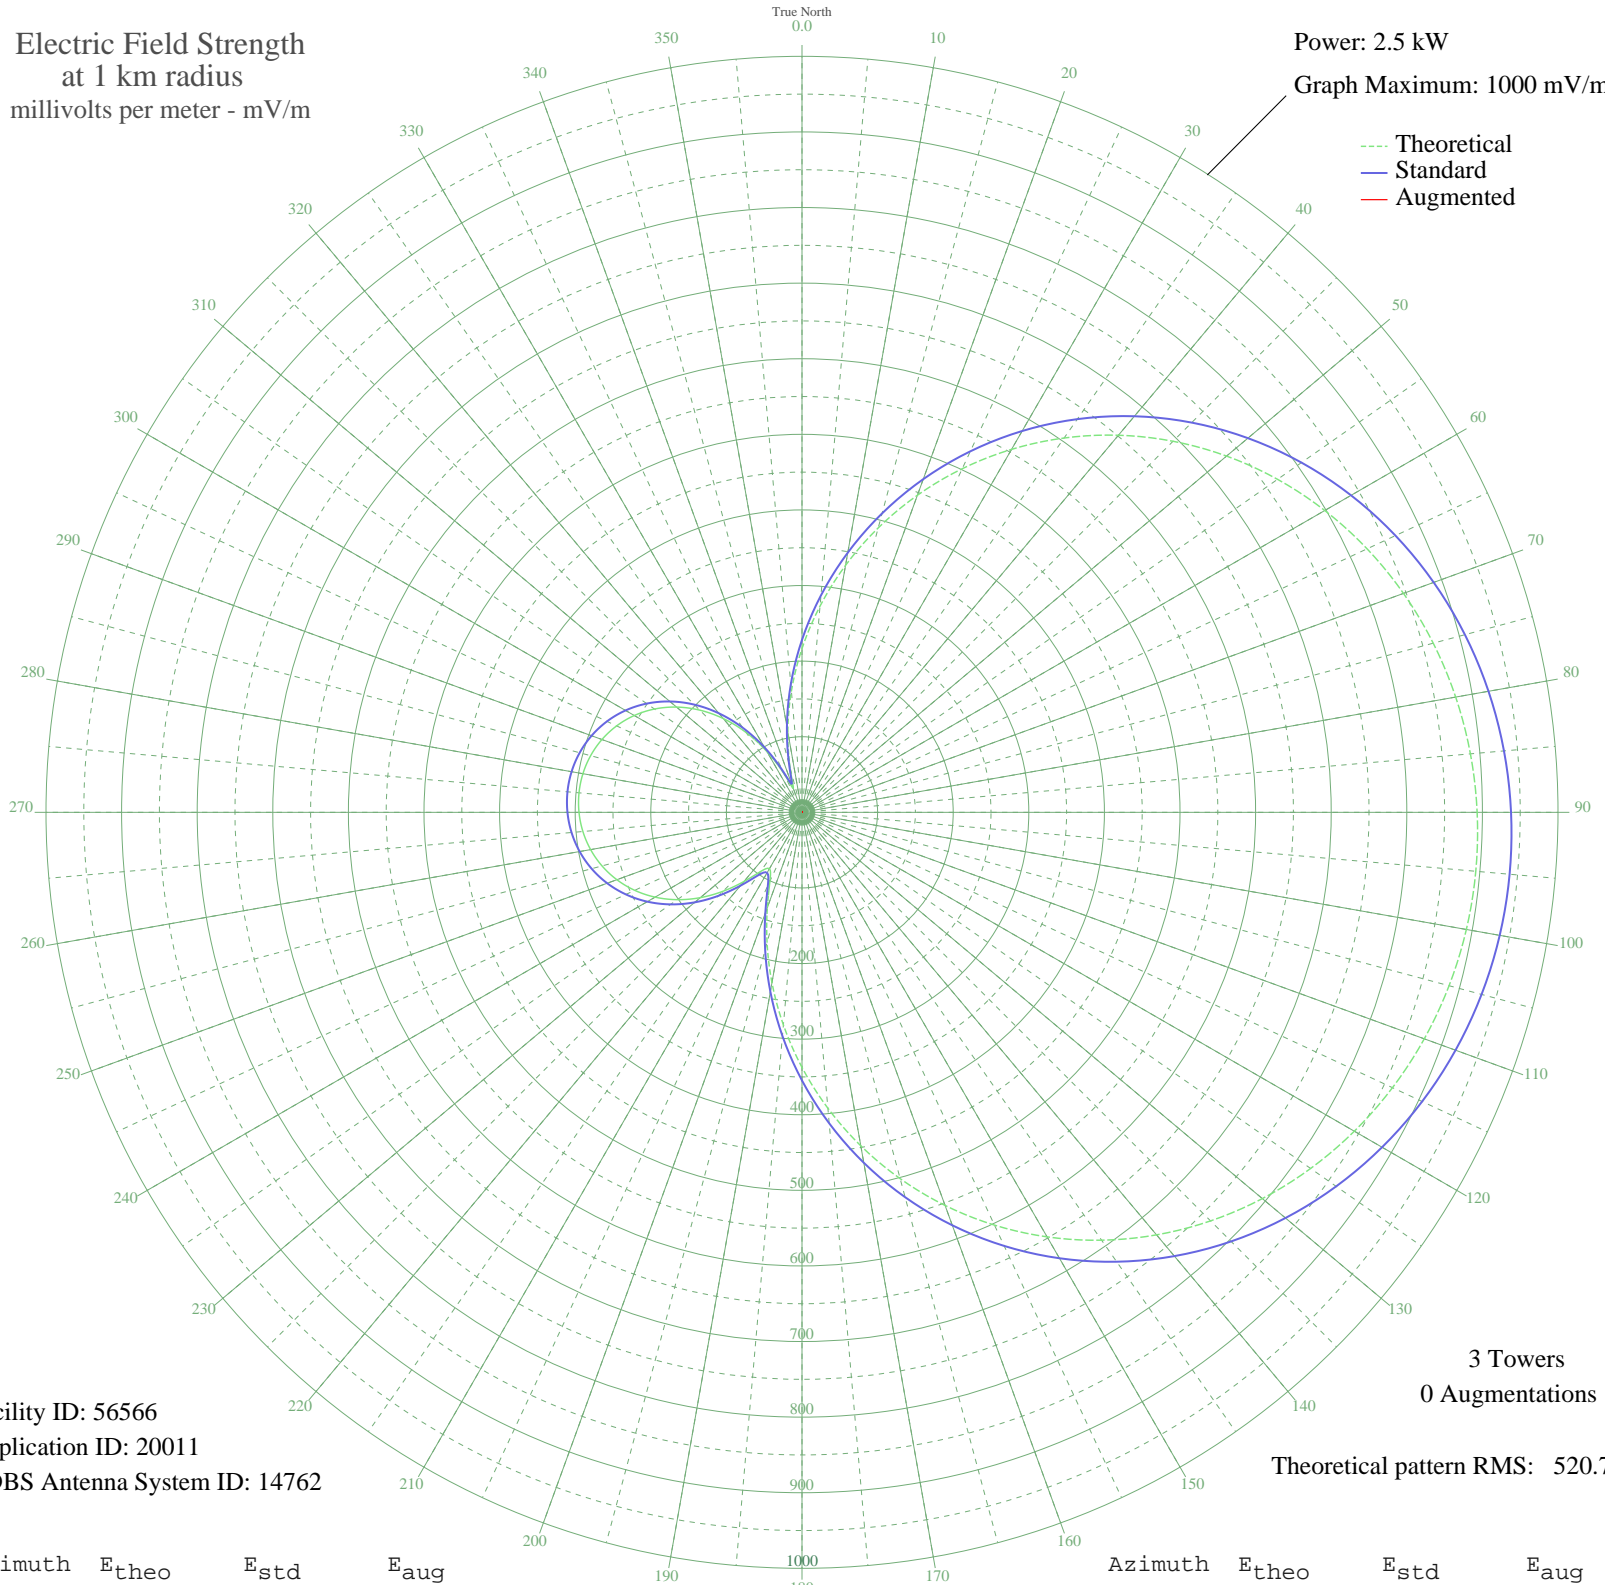 True North
0.0
Electric Field Strength
at 1 km radius
millivolts per meter - mV/m
Power: 2.5 kW
Graph Maximum: 1000 mV/m
Theoretical
Standard
Augmented
10
20
30
40
50
60
70
80
90
100
110
120
130
140
150
160
170
190
200
210
220
230
240
250
260
270
280
290
300
310
320
330
340
350
200
300
400
500
600
700
800
900
1000
3 Towers
0 Augmentations
Theoretical pattern RMS: 520.7
cility ID: 56566
plication ID: 20011
DBS Antenna System ID: 14762
imuth Etheo Estd Eaug
Azimuth Etheo Estd Eaug